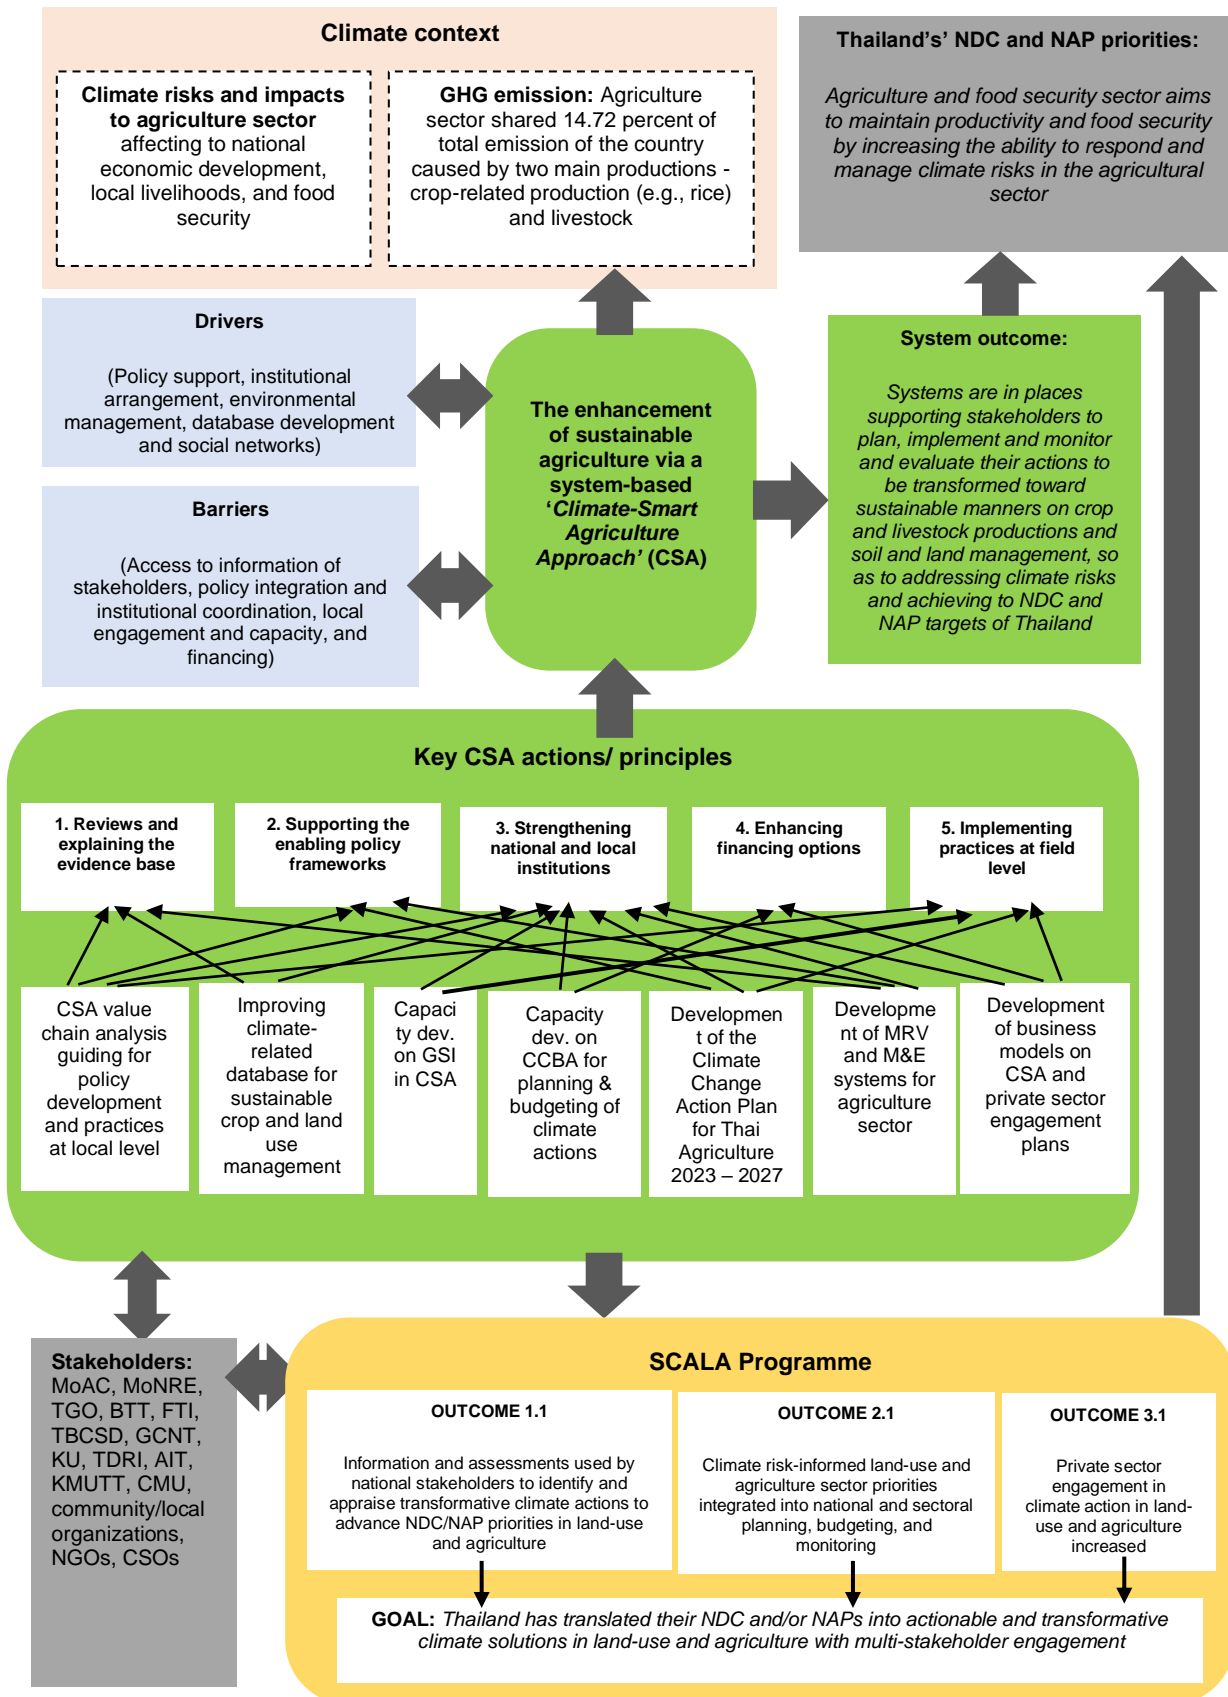 Climate context
Climate risks and impacts
to agriculture sector
affecting to national
economic development,
local livelihoods, and food
security
GHG emission: Agriculture
sector shared 14.72 percent of
total emission of the country
caused by two main productions -
crop-related production (e.g., rice)
and livestock
Thailand's' NDC and NAP priorities:
Agriculture and food security sector aims
to maintain productivity and food security
by increasing the ability to respond and
manage climate risks in the agricultural
sector
Drivers
(Policy support, institutional
arrangement, environmental
management, database development
and social networks)
Barriers
(Access to information of
stakeholders, policy integration and
institutional coordination, local
engagement and capacity, and
financing)
The enhancement
of sustainable
agriculture via a
system-based
'Climate-Smart
Agriculture
Approach' (CSA)
System outcome:
Systems are in places
supporting stakeholders to
plan, implement and monitor
and evaluate their actions to
be transformed toward
sustainable manners on crop
and livestock productions and
soil and land management, so
as to addressing climate risks
and achieving to NDC and
NAP targets of Thailand
Key CSA actions/ principles
1. Reviews and
explaining the
evidence base
2. Supporting the
enabling policy
frameworks
3. Strengthening
national and local
institutions
4. Enhancing
financing options
5. Implementing
practices at field
level
CSA value
chain analysis
guiding for
policy
development
and practices
at local level
Improving
climate-
related
database for
sustainable
crop and land
use
management
Capaci
ty dev.
on GSI
in CSA
Capacity
dev. on
CCBA for
planning &
budgeting of
climate
actions
Developmen
t of the
Climate
Change
Action Plan
for Thai
Agriculture
2023 – 2027
Developme
nt of MRV
and M&E
systems for
agriculture
sector
Development
of business
models on
CSA and
private sector
engagement
plans
Stakeholders:
MoAC, MoNRE,
TGO, BTT, FTI,
TBCSD, GCNT,
KU, TDRI, AIT,
KMUTT, CMU,
community/local
organizations,
NGOs, CSOs
SCALA Programme
OUTCOME 1.1
Information and assessments used by
national stakeholders to identify and
appraise transformative climate actions to
advance NDC/NAP priorities in land-use
and agriculture
OUTCOME 2.1
Climate risk-informed land-use and
agriculture sector priorities
integrated into national and sectoral
planning, budgeting, and
monitoring
OUTCOME 3.1
Private sector
engagement in
climate action in land-
use and agriculture
increased
GOAL: Thailand has translated their NDC and/or NAPs into actionable and transformative
climate solutions in land-use and agriculture with multi-stakeholder engagement